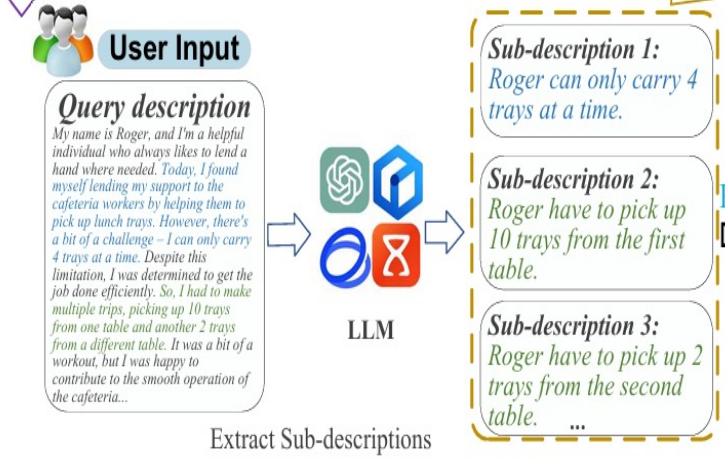 User Input
Query description
My name is Roger, and I'm a helpful
individual who always likes to lend a
hand where needed. Today, I found
myself lending my support to the
cafeteria workers by helping them to
pick up lunch trays. However, there's
a bit of a challenge – I can only carry
4 trays at a time. Despite this
limitation, I was determined to get the
job done efficiently. So, I had to make
multiple trips, picking up 10 trays
from one table and another 2 trays
from a different table. It was a bit of a
workout, but I was happy to
contribute to the smooth operation of
the cafeteria...
LLM
Extract Sub-descriptions
Sub-description 1:
Roger can only carry 4
trays at a time.
Sub-description 2:
Roger have to pick up
10 trays from the first
table.
Sub-description 3:
Roger have to pick up 2
trays from the second
table.
...